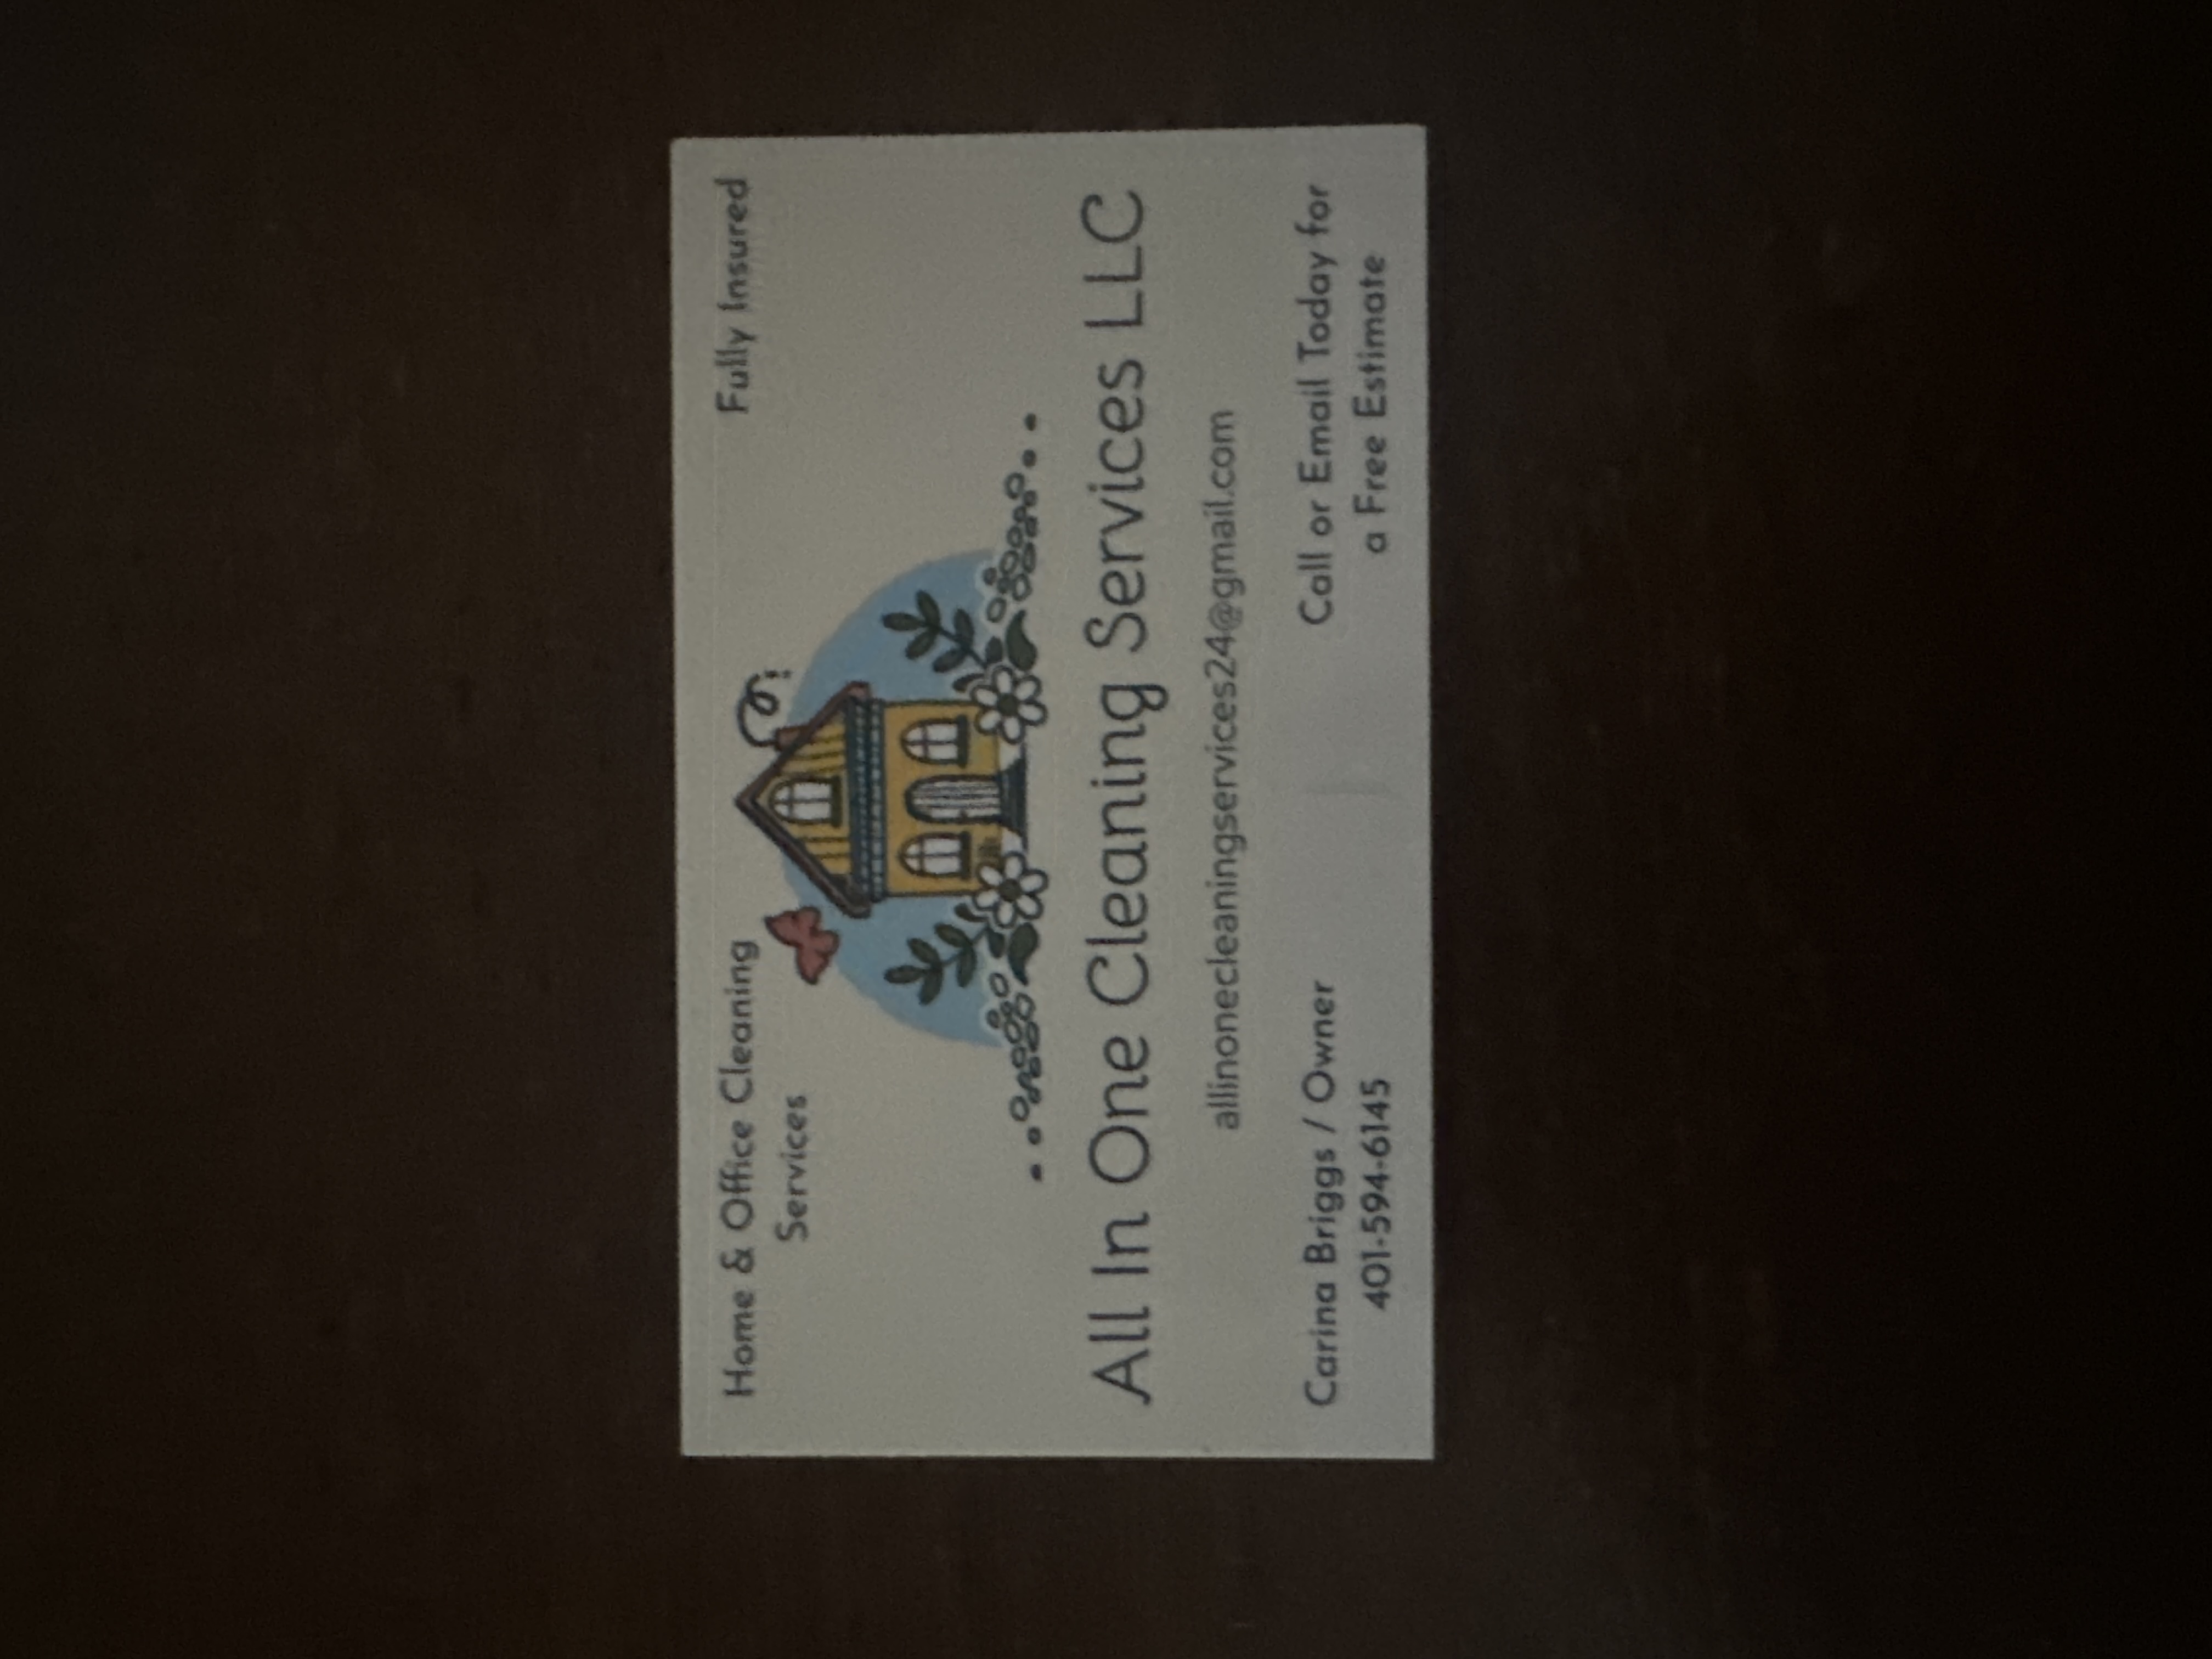 Home & Office Cleaning
Services
Fully Insured
All In One Cleaning Services LLC
allinonecleaningservices24@gmail.com
Carina Briggs / Owner
401-594-6145
Call or Email Today for
a Free Estimate